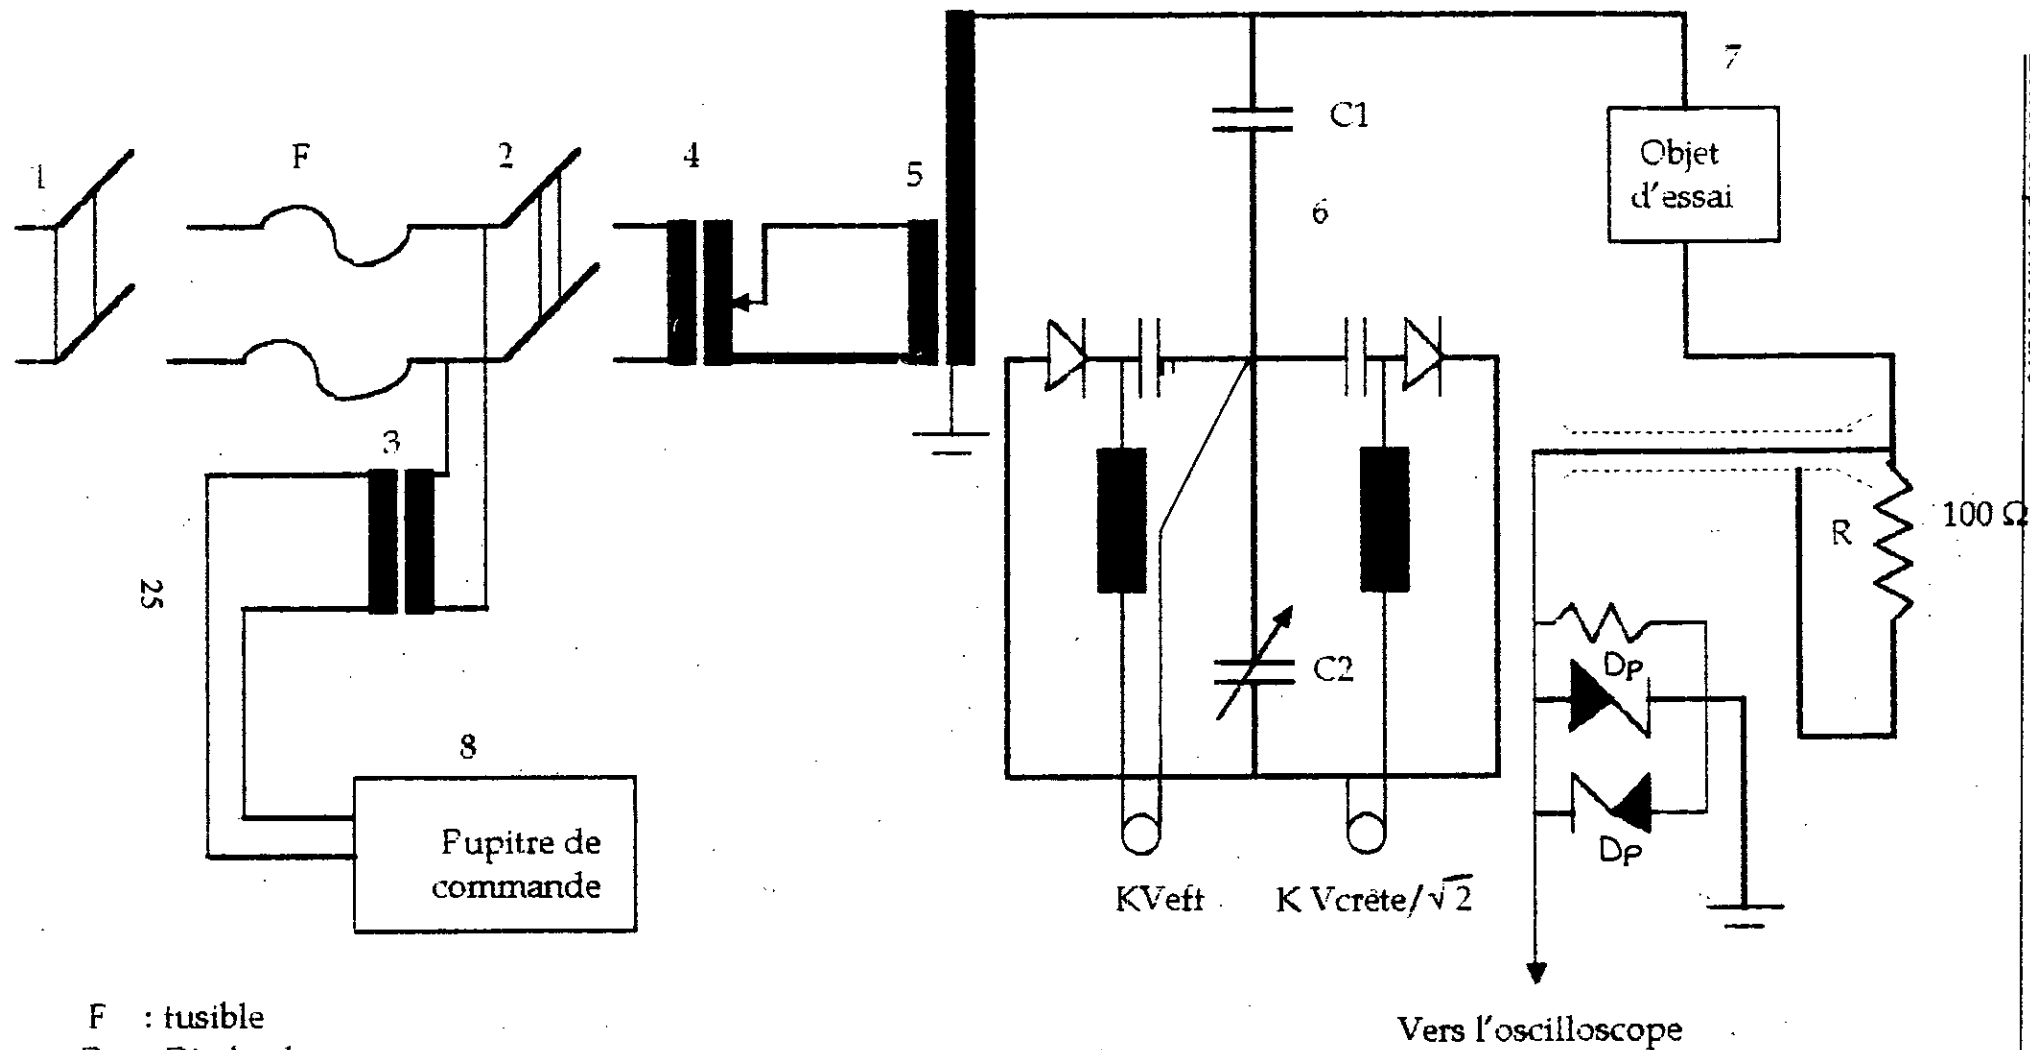 7
C1
1
F
2
4
5
Objet
d'essai
6
3
R
100 Ω
25
Dp
C2
8
Dp
Pupitre de
commande
KVeff
K Vcrête/√2
F : fusible
Vers l'oscilloscope